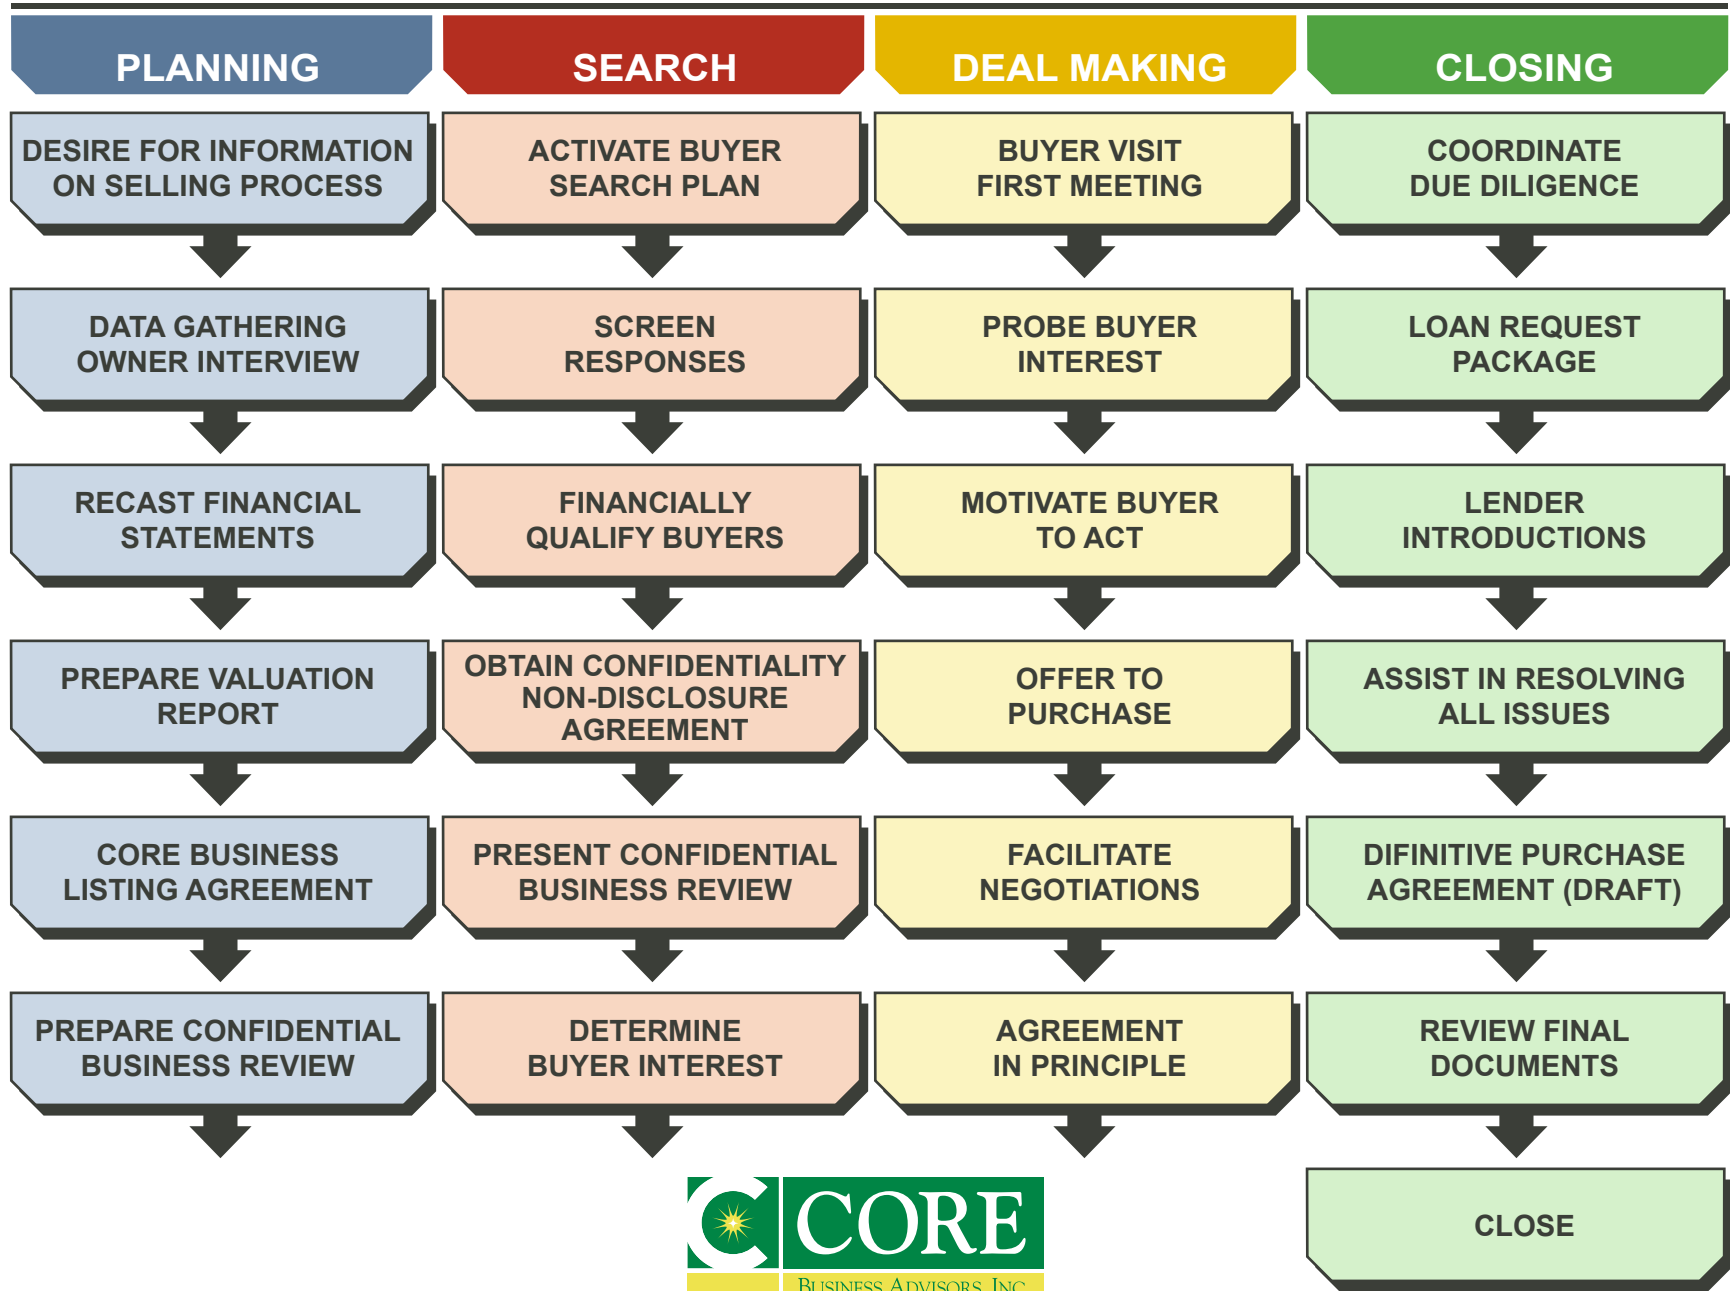 PLANNING
DESIRE FOR INFORMATION
ON SELLING PROCESS
DATA GATHERING
OWNER INTERVIEW
RECAST FINANCIAL
STATEMENTS
PREPARE VALUATION
REPORT
CORE BUSINESS
LISTING AGREEMENT
PREPARE CONFIDENTIAL
BUSINESS REVIEW
SEARCH
ACTIVATE BUYER
SEARCH PLAN
SCREEN
RESPONSES
FINANCIALLY
QUALIFY BUYERS
OBTAIN CONFIDENTIALITY
NON-DISCLOSURE
AGREEMENT
PRESENT CONFIDENTIAL
BUSINESS REVIEW
DETERMINE
BUYER INTEREST
DEAL MAKING
BUYER VISIT
FIRST MEETING
PROBE BUYER
INTEREST
MOTIVATE BUYER
TO ACT
OFFER TO
PURCHASE
FACILITATE
NEGOTIATIONS
AGREEMENT
IN PRINCIPLE
CLOSING
COORDINATE
DUE DILIGENCE
LOAN REQUEST
PACKAGE
LENDER
INTRODUCTIONS
ASSIST IN RESOLVING
ALL ISSUES
DIFINITIVE PURCHASE
AGREEMENT (DRAFT)
REVIEW FINAL
DOCUMENTS
CLOSE
CORE
BUSINESS ADVISORS, INC